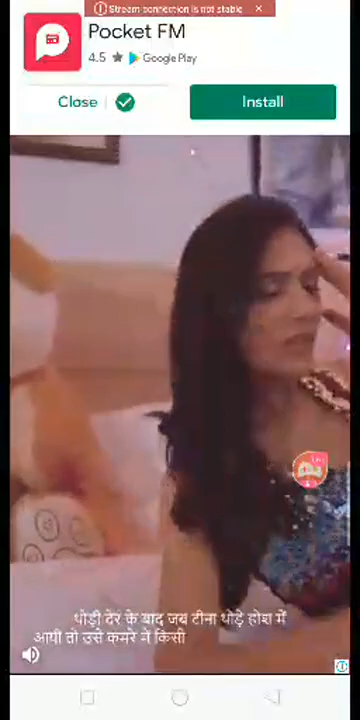 Stream connection is not stable
Pocket FM
4.5 ★ Google Play
Close
Install
थोड़ी देर के बाद जब टीना थोड़े होश में
आयी तो उसे कमरे में किसी